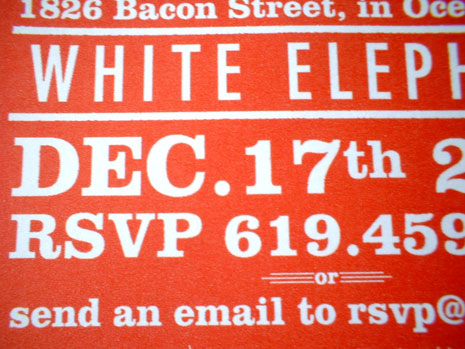 1826 Bacon Street, in Oce
WHITE ELEPH
DEC. 17th 2
RSVP 619.459
or
send an email to rsvp@